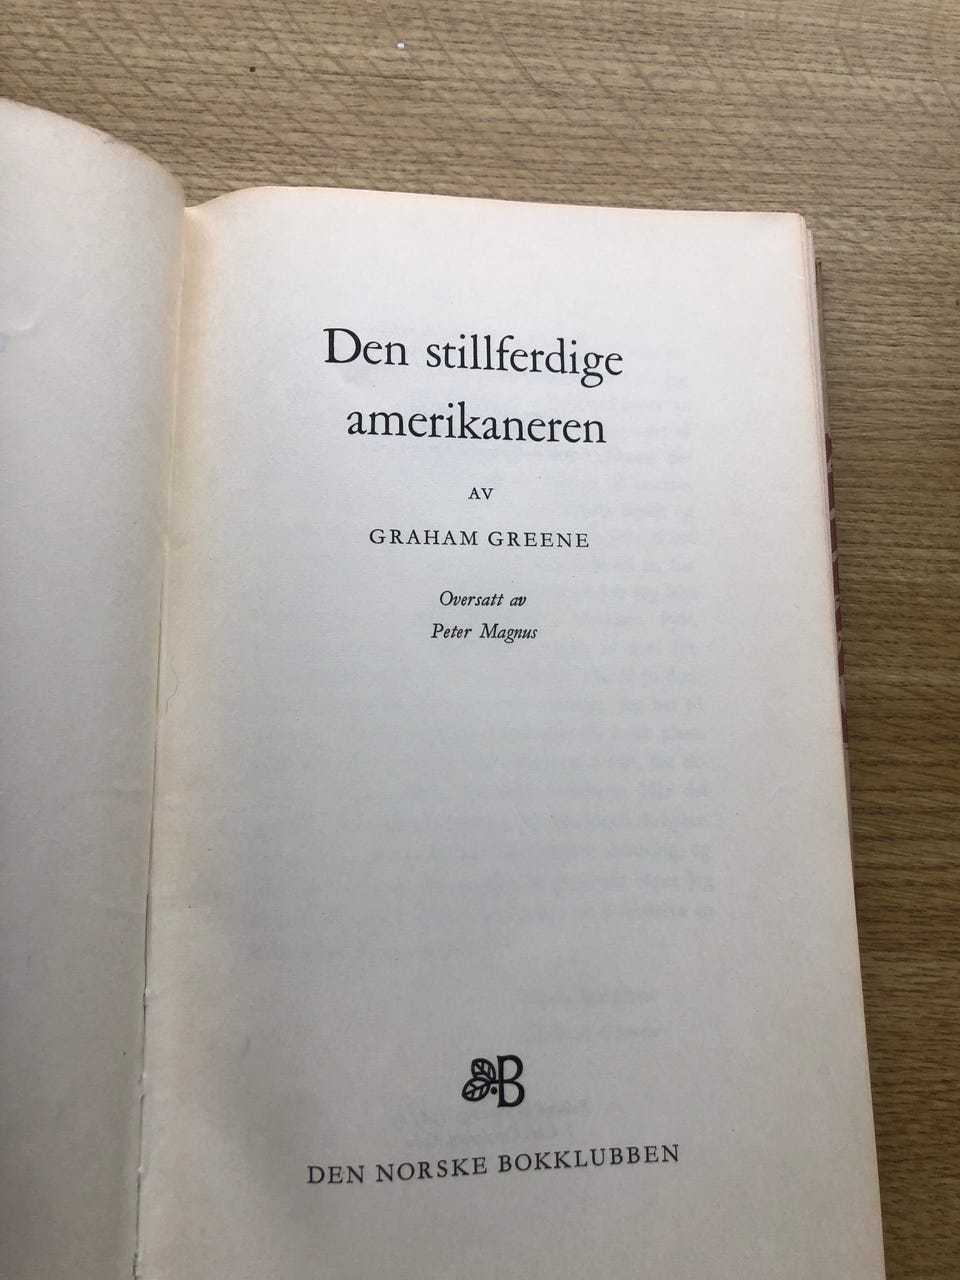 Den stillferdige
amerikaneren
AV
GRAHAM GREENE
Oversatt av
Peter Magnus
B
DEN NORSKE BOKKLUBBEN